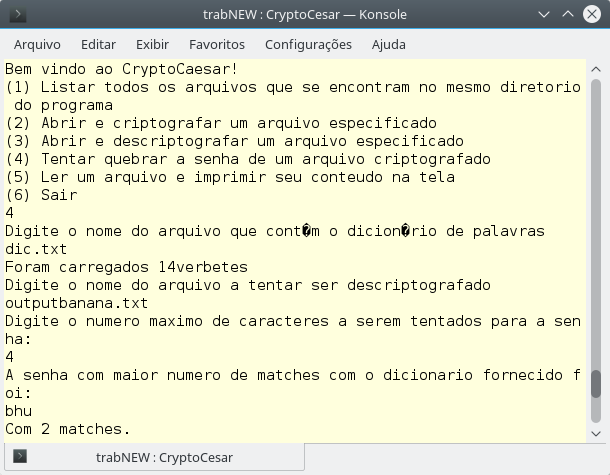 trabNEW : CryptoCesar — Konsole
Arquivo Editar Exibir Favoritos Configurações Ajuda
Bem vindo ao CryptoCaesar!
(1) Listar todos os arquivos que se encontram no mesmo diretorio
 do programa
(2) Abrir e criptografar um arquivo especificado
(3) Abrir e descriptografar um arquivo especificado
(4) Tentar quebrar a senha de um arquivo criptografado
(5) Ler um arquivo e imprimir seu conteudo na tela
(6) Sair
4
Digite o nome do arquivo que cont�m o dicion�rio de palavras
dic.txt
Foram carregados 14verbetes
Digite o nome do arquivo a tentar ser descriptografado
outputbanana.txt
Digite o numero maximo de caracteres a serem tentados para a sen
ha:
4
A senha com maior numero de matches com o dicionario fornecido f
oi:
bhu
Com 2 matches.
trabNEW : CryptoCesar